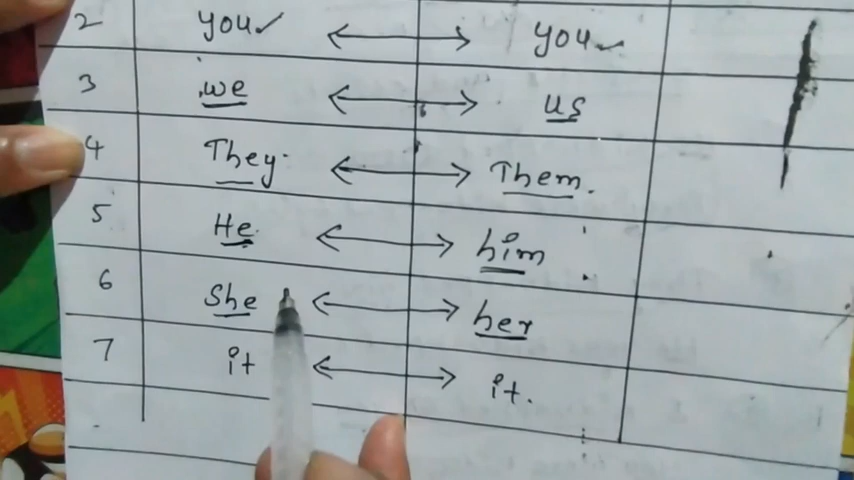 2 you✓ ↔ you✓
3 we ↔ us
4 They ↔ Them.
5 He ↔ him
6 She ↔ her
7 it ↔ it.